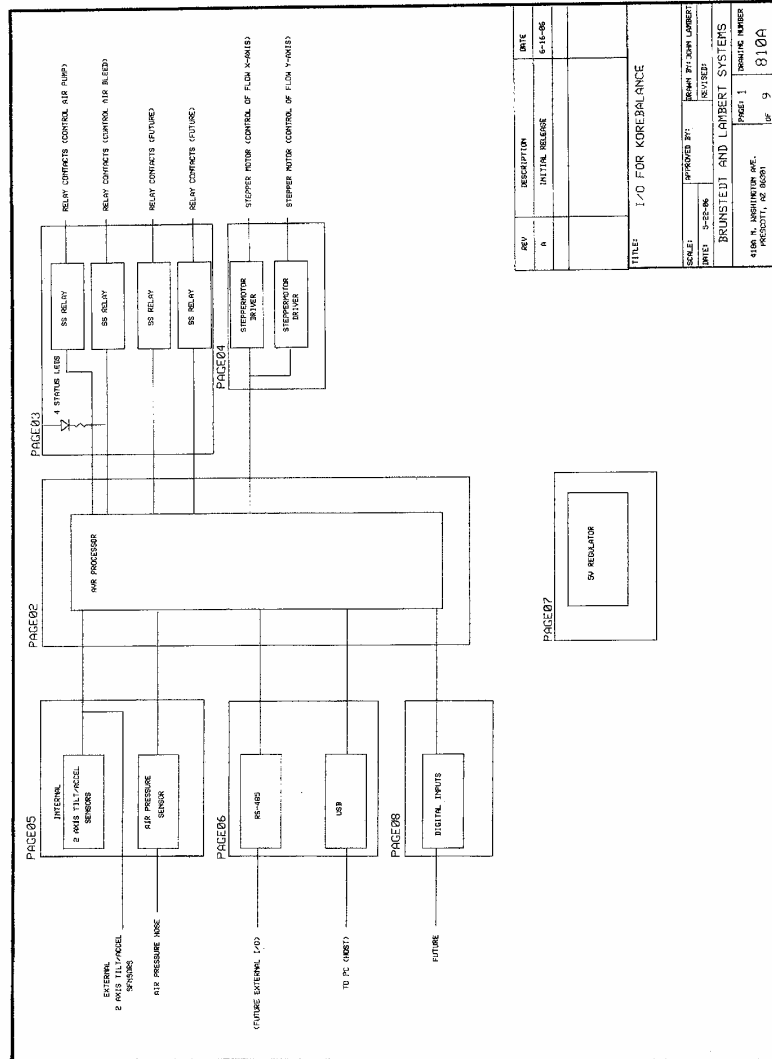 PAGE05
INTERNAL
2 AXIS TILT/ACCEL
SENSORS
AIR PRESSURE
SENSOR
EXTERNAL
2 AXIS TILT/ACCEL
SENSORS
AIR PRESSURE HOSE
PAGE06
RS-485
USB
(FUTURE EXTERNAL I/O)
TO PC (HOST)
PAGE08
DIGITAL INPUTS
FUTURE
PAGE02
AVR PROCESSOR
PAGE03
4 STATUS LEDS
SS RELAY
SS RELAY
SS RELAY
SS RELAY
RELAY CONTACTS (CONTROL AIR PUMP)
RELAY CONTACTS (CONTROL AIR BLEED)
RELAY CONTACTS (FUTURE)
RELAY CONTACTS (FUTURE)
PAGE04
STEPPERMOTOR
DRIVER
STEPPERMOTOR
DRIVER
STEPPER MOTOR (CONTROL OF FLOW X-AXIS)
STEPPER MOTOR (CONTROL OF FLOW Y-AXIS)
PAGE07
5V REGULATOR
REV DESCRIPTION DATE
A INITIAL RELEASE 6-16-06
TITLE: I/O FOR KOREBALANCE
SCALE: APPROVED BY: DRAWN BY: JOHN LAMBERT
DATE: 5-22-06 REVISED:
BRUNSTEDT AND LAMBERT SYSTEMS
418A N. WASHINGTON AVE.
PRESCOTT, AZ 86301
PAGE: 1
OF 9
DRAWING NUMBER
810A